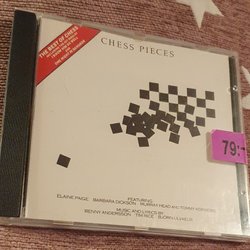 CHESS PIECES
THE BEST OF CHESS
FEATURING
ELAINE PAIGE BARBARA DICKSON MURRAY HEAD AND TOMMY KÖRBERG
MUSIC AND LYRICS BY
BENNY ANDERSSON TIM RICE BJÖRN ULVAEUS
79:-